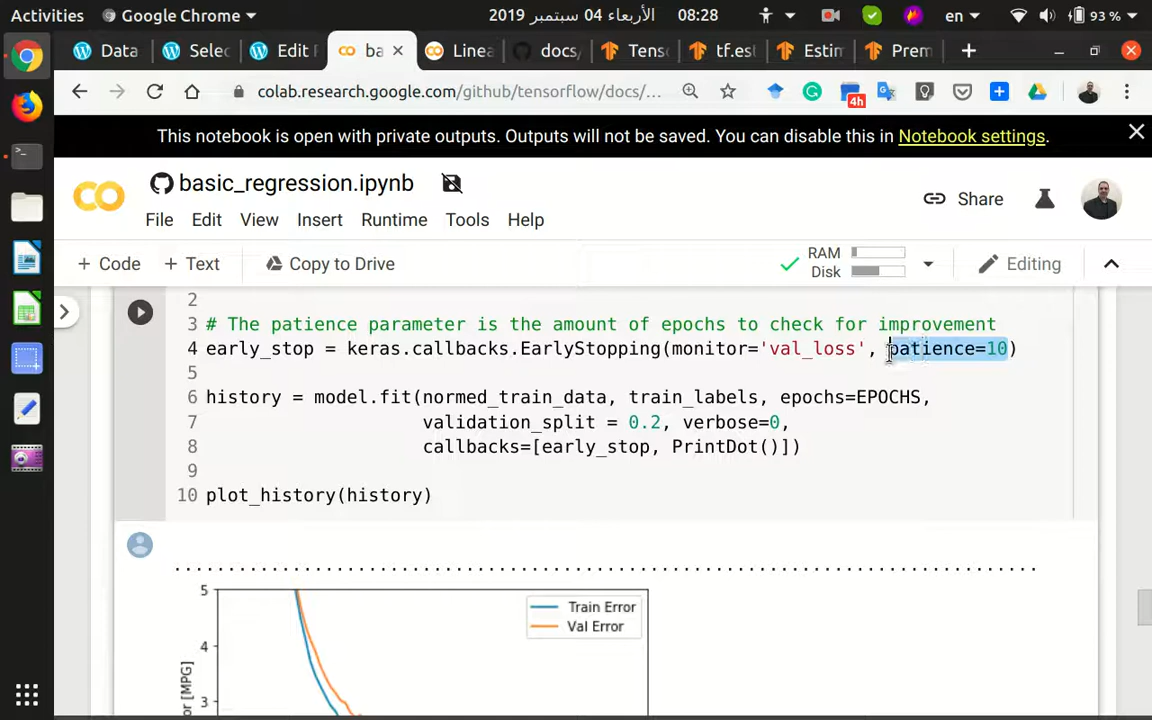 Activities Google Chrome الأربعاء 04 سبتمبر 2019 08:28 en 93 %
Data Selec Edit F ba Linea docs/ Tens tf.est Estim Prem
colab.research.google.com/github/tensorflow/docs/... 4h
This notebook is open with private outputs. Outputs will not be saved. You can disable this in Notebook settings.
basic_regression.ipynb Share
File Edit View Insert Runtime Tools Help
+ Code + Text Copy to Drive RAM Disk Editing
2
3 # The patience parameter is the amount of epochs to check for improvement
4 early_stop = keras.callbacks.EarlyStopping(monitor='val_loss', patience=10)
5
6 history = model.fit(normed_train_data, train_labels, epochs=EPOCHS,
7 validation_split = 0.2, verbose=0,
8 callbacks=[early_stop, PrintDot()])
9
10 plot_history(history)
................................................................................
5
Train Error
Val Error
4
3
[MPG]